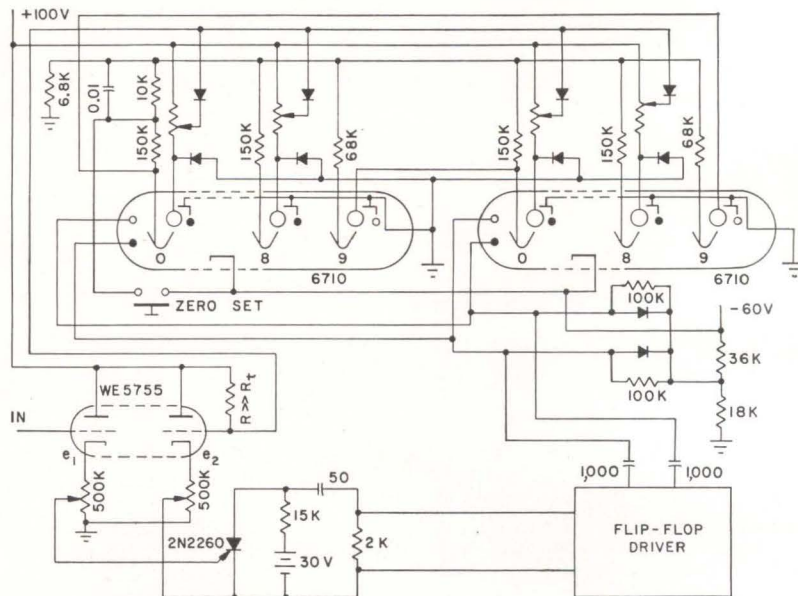 +100V
6.8K
0.01
10K
150K
150K
68K
150K
150K
68K
0
8
9
6710
0
8
9
6710
ZERO SET
100K
-60V
36K
100K
18K
WE5755
R≫Rt
IN
e1
e2
500K
500K
50
1,000
1,000
15K
2N2260
30V
2K
FLIP-FLOP
DRIVER